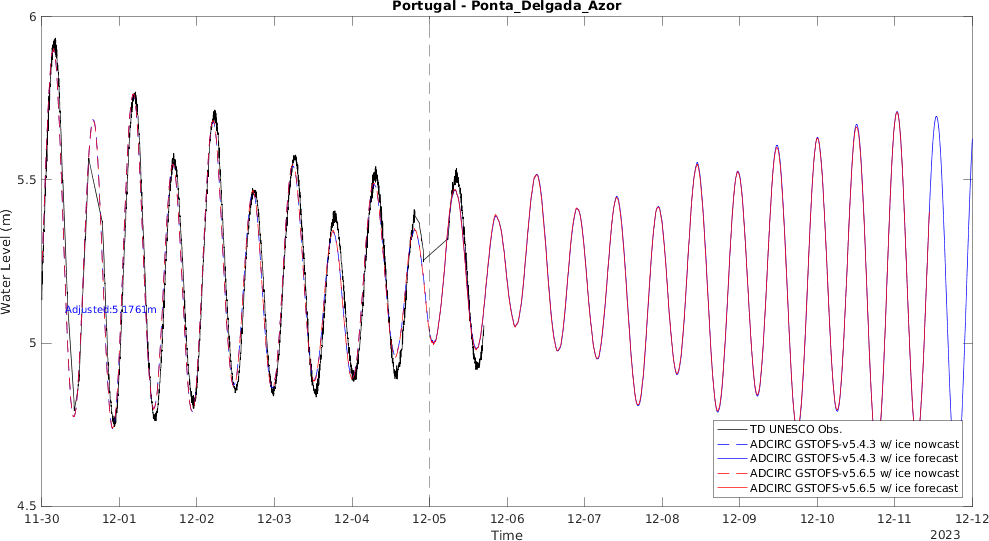 Portugal - Ponta_Delgada_Azor
6
5.5
5
4.5
Water Level (m)
Adjusted:5.1761m
TD UNESCO Obs.
ADCIRC GSTOFS-v5.4.3 w/ ice nowcast
ADCIRC GSTOFS-v5.4.3 w/ ice forecast
ADCIRC GSTOFS-v5.6.5 w/ ice nowcast
ADCIRC GSTOFS-v5.6.5 w/ ice forecast
11-30 12-01 12-02 12-03 12-04 12-05 12-06 12-07 12-08 12-09 12-10 12-11 12-12
Time
2023